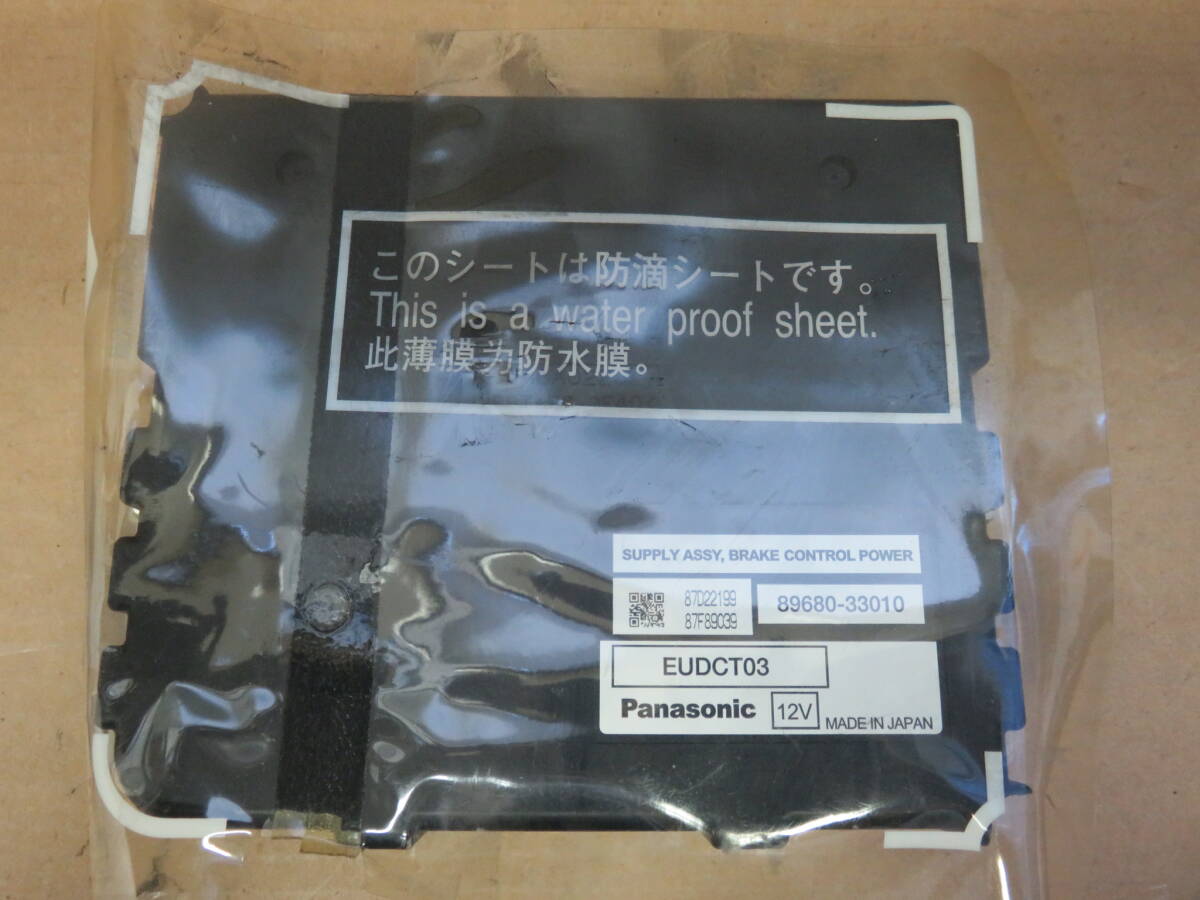 このシートは防滴シートです。
This is a water proof sheet.
此薄膜为防水膜。
SUPPLY ASSY, BRAKE CONTROL POWER
87D22199
87F89039
89680-33010
EUDCT03
Panasonic 12V MADE IN JAPAN